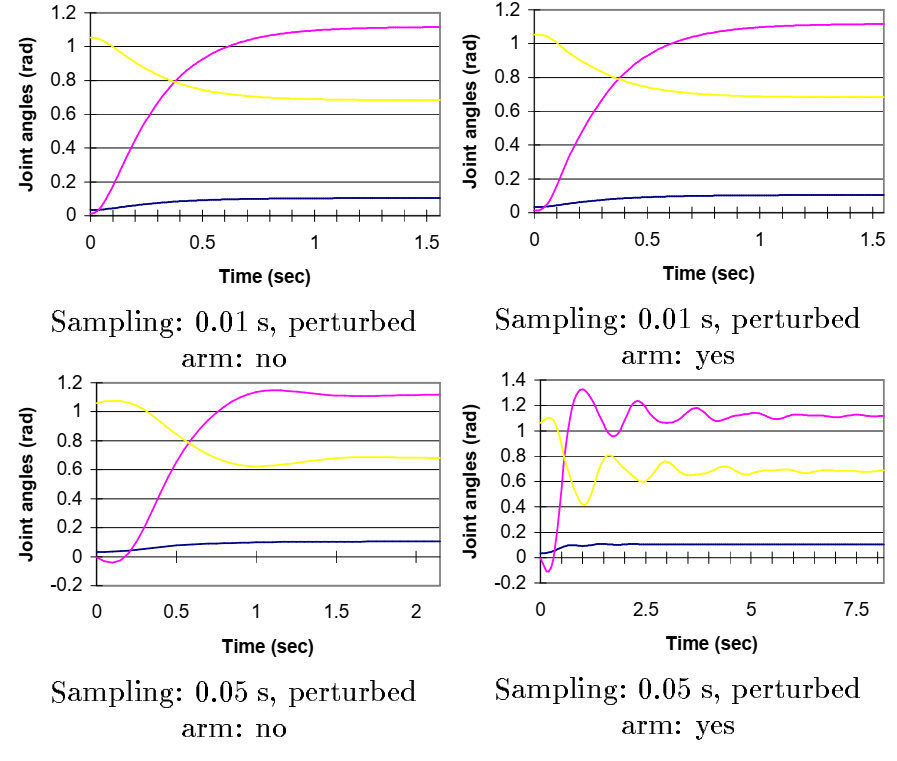 1.2
1
0.8
0.6
0.4
0.2
0
Joint angles (rad)
0 0.5 1 1.5
Time (sec)
Sampling: 0.01 s, perturbed
arm: no
1.2
1
0.8
0.6
0.4
0.2
0
Joint angles (rad)
0 0.5 1 1.5
Time (sec)
Sampling: 0.01 s, perturbed
arm: yes
1.2
1
0.8
0.6
0.4
0.2
0
-0.2
Joint angles (rad)
0 0.5 1 1.5 2
Time (sec)
Sampling: 0.05 s, perturbed
arm: no
1.4
1.2
1
0.8
0.6
0.4
0.2
0
-0.2
Joint angles (rad)
0 2.5 5 7.5
Time (sec)
Sampling: 0.05 s, perturbed
arm: yes